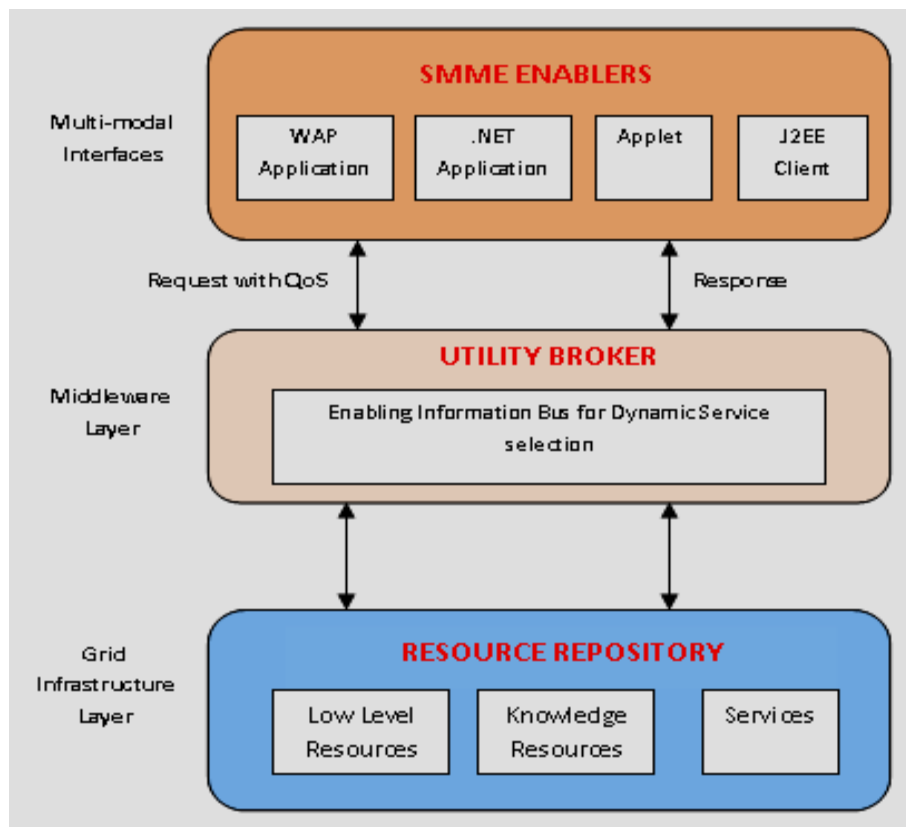 SMME ENABLERS
Multi-modal
Interfaces
WAP
Application
.NET
Application
Applet
J2EE
Client
Request with QoS
Response
UTILITY BROKER
Middleware
Layer
Enabling Information Bus for Dynamic Service
selection
RESOURCE REPOSITORY
Grid
Infrastructure
Layer
Low Level
Resources
Knowledge
Resources
Services